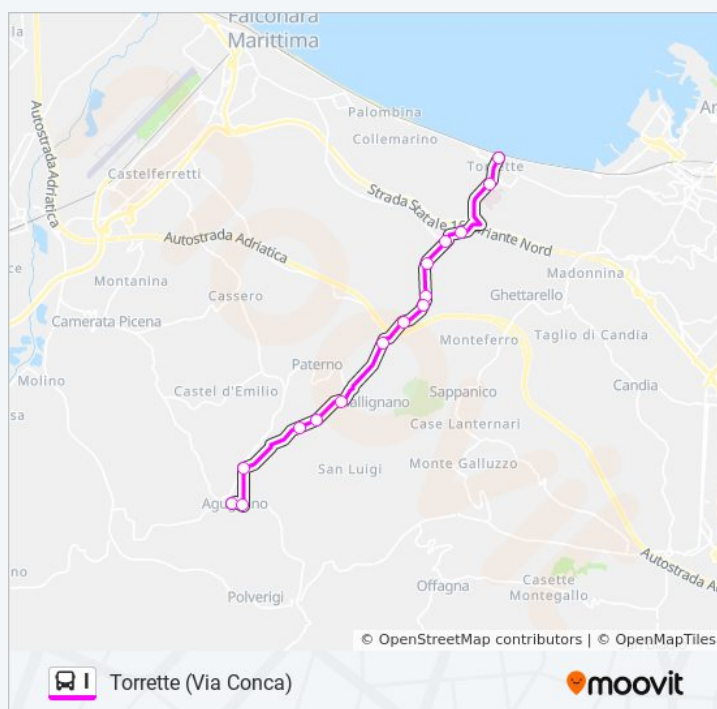 Falconara
Marittima
Palombina
Collemarino
Torrette
Autostrada Adriatica
Castelferretti
Strada Statale 16 Variante Nord
Autostrada Adriatica
Madonnina
Montanina
Cassero
Ghettarello
Camerata Picena
Monteferro
Taglio di Candia
Paterno
Molino
Castel d'Emilio
Gallignano
Sappanico
Candia
Case Lanternari
San Luigi
Monte Galluzzo
Agugliano
Autostrada A
Offagna
Casette
Montegallo
Polverigi
© OpenStreetMap contributors | © OpenMapTiles
I Torrette (Via Conca)
moovit